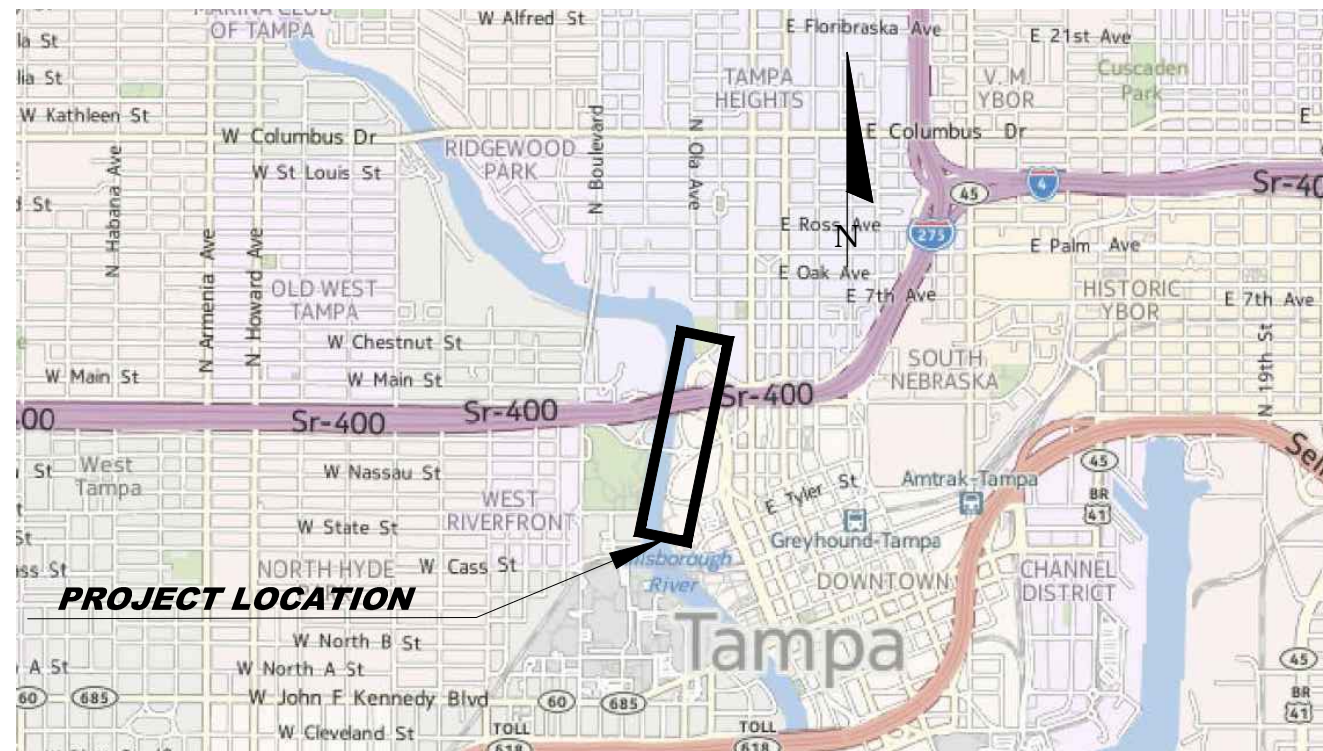 MARINA CLUB
OF TAMPA
W Alfred St
E Floribraska Ave
E 21st Ave
la St
lia St
TAMPA
HEIGHTS
V. M.
YBOR
Cuscaden
Park
W Kathleen St
W Columbus Dr
RIDGEWOOD
PARK
N Boulevard
N Ola Ave
E Columbus Dr
E
W St Louis St
N Habana Ave
45
4
Sr-40
d St
E Ross Ave
N
275
E Palm Ave
N Armenia Ave
N Howard Ave
E Oak Ave
E 7th Ave
OLD WEST
TAMPA
HISTORIC
YBOR
E 7th Ave
W Chestnut St
SOUTH
NEBRASKA
N 19th St
W Main St
W Main St
Sr-400
Sr-400
Sr-400
00
St
West
Tampa
W Nassau St
WEST
RIVERFRONT
E Tyler St
Amtrak-Tampa
45
BR
41
Sel
W State St
St
Greyhound-Tampa
ass St
NORTH HYDE
W Cass St
River
DOWNTOWN
CHANNEL
DISTRICT
PROJECT LOCATION
W North B St
Tampa
A St
W North A St
45
60
685
W John F Kennedy Blvd
60
685
BR
41
W Cleveland St
TOLL
618
TOLL
618